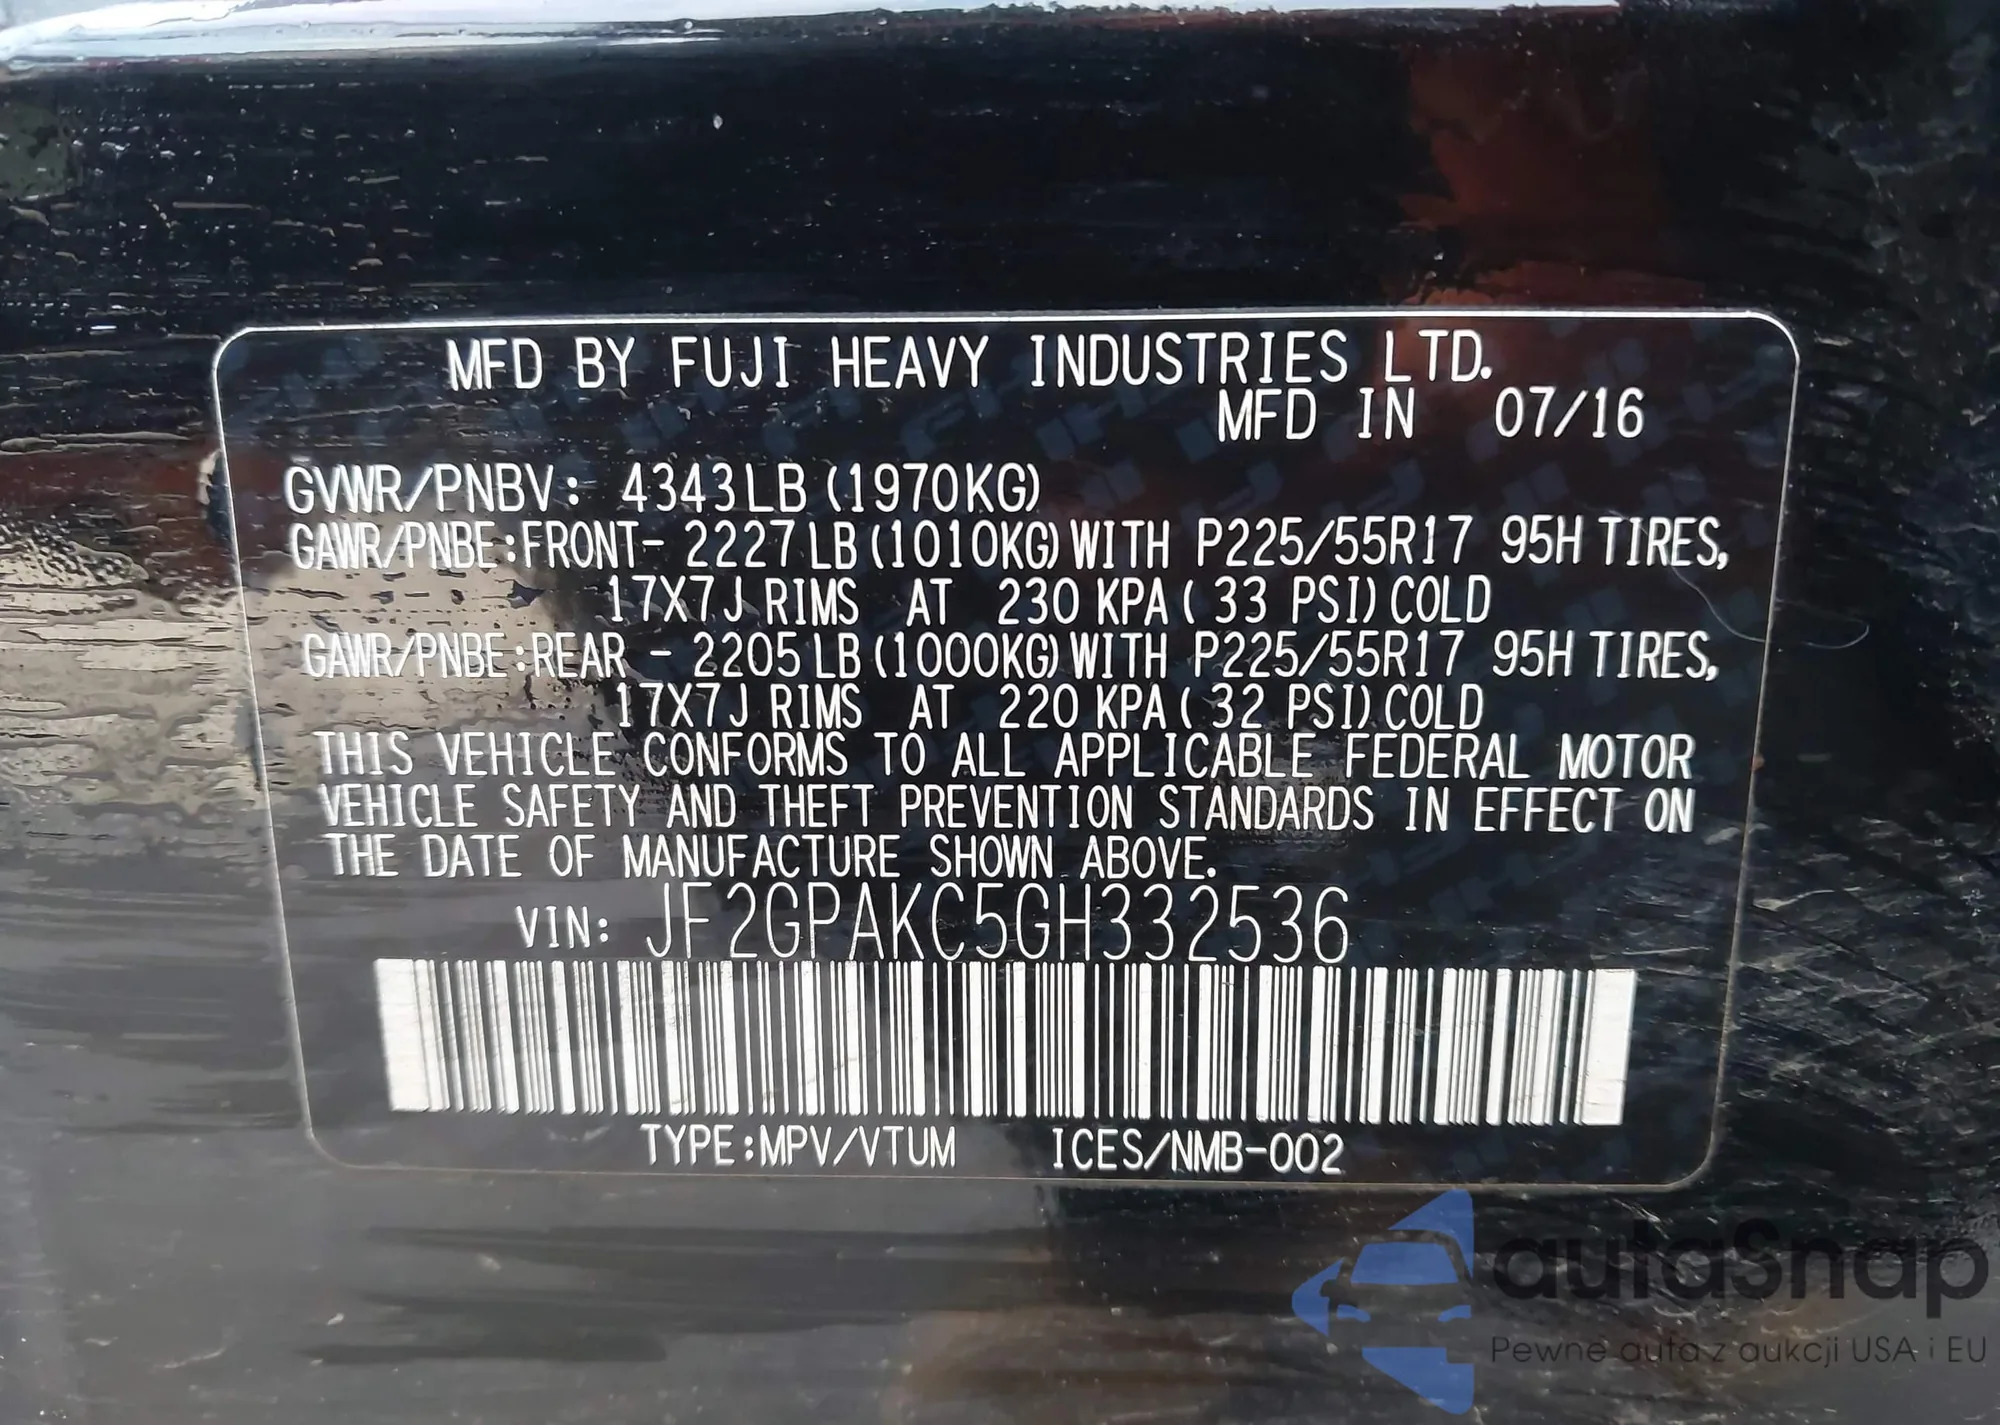 MFD BY FUJI HEAVY INDUSTRIES LTD.
MFD IN 07/16
GVWR/PNBV: 4343LB (1970KG)
GAWR/PNBE:FRONT- 2227LB(1010KG)WITH P225/55R17 95H TIRES,
17X7J RIMS AT 230 KPA( 33 PSI)COLD
GAWR/PNBE:REAR - 2205LB(1000KG)WITH P225/55R17 95H TIRES,
17X7J RIMS AT 220 KPA( 32 PSI)COLD
THIS VEHICLE CONFORMS TO ALL APPLICABLE FEDERAL MOTOR
VEHICLE SAFETY AND THEFT PREVENTION STANDARDS IN EFFECT ON
THE DATE OF MANUFACTURE SHOWN ABOVE.
VIN: JF2GPAKC5GH332536
TYPE:MPV/VTUM ICES/NMB-002
autaSnap
Pewne auta z aukcji USA i EU